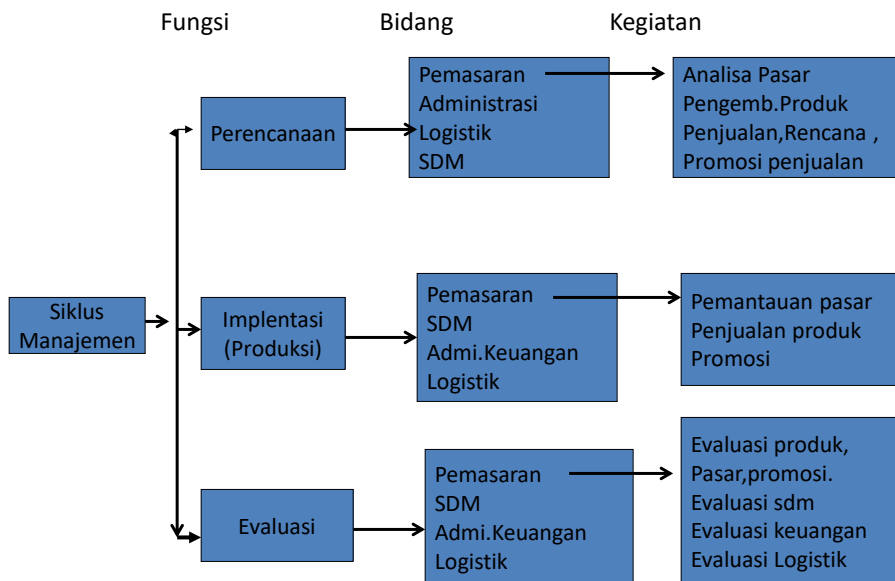 Fungsi
Bidang
Kegiatan
Siklus
Manajemen
Perencanaan
Pemasaran
Administrasi
Logistik
SDM
Analisa Pasar
Pengemb.Produk
Penjualan,Rencana ,
Promosi penjualan
Implentasi
(Produksi)
Pemasaran
SDM
Admi.Keuangan
Logistik
Pemantauan pasar
Penjualan produk
Promosi
Evaluasi
Pemasaran
SDM
Admi.Keuangan
Logistik
Evaluasi produk,
Pasar,promosi.
Evaluasi sdm
Evaluasi keuangan
Evaluasi Logistik